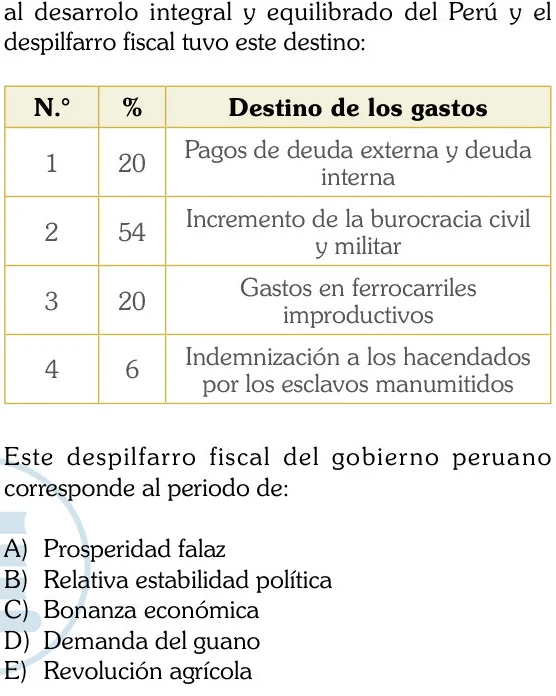 al desarrolo integral y equilibrado del Perú y el
despilfarro fiscal tuvo este destino:
N.° % Destino de los gastos
1 20 Pagos de deuda externa y deuda
interna
2 54 Incremento de la burocracia civil
y militar
3 20 Gastos en ferrocarriles
improductivos
4 6 Indemnización a los hacendados
por los esclavos manumitidos
Este despilfarro fiscal del gobierno peruano
corresponde al periodo de:
A) Prosperidad falaz
B) Relativa estabilidad política
C) Bonanza económica
D) Demanda del guano
E) Revolución agrícola